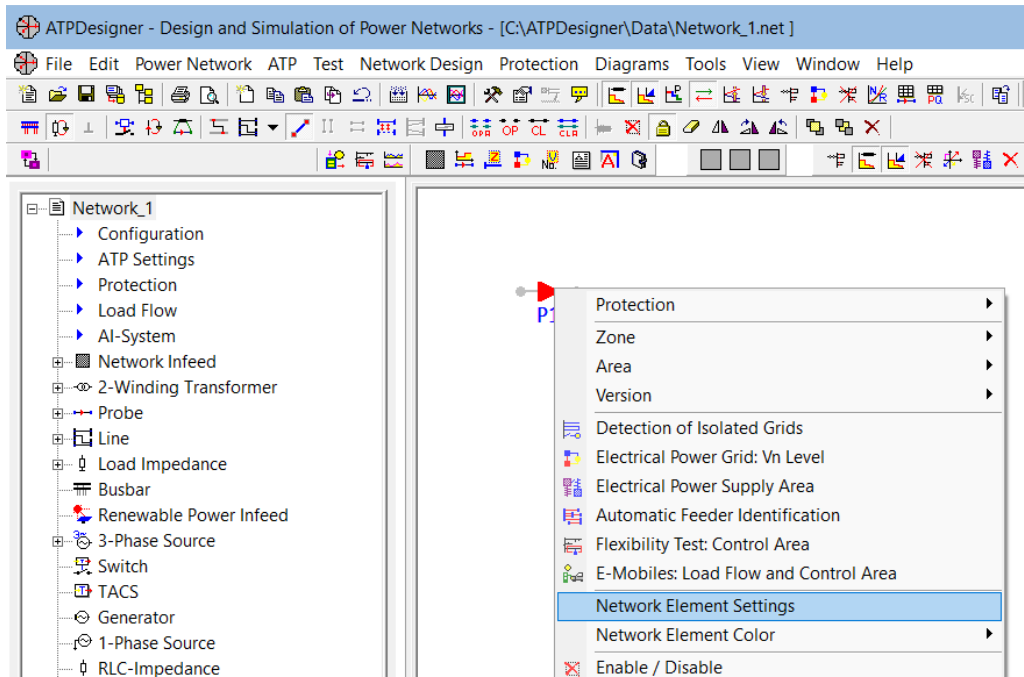 ATPDesigner - Design and Simulation of Power Networks - [C:\ATPDesigner\Data\Network_1.net ]
File Edit Power Network ATP Test Network Design Protection Diagrams Tools View Window Help
OPA OP CL CLA
Network_1
Configuration
ATP Settings
Protection
Load Flow
AI-System
Network Infeed
2-Winding Transformer
Probe
Line
Load Impedance
Busbar
Renewable Power Infeed
3-Phase Source
Switch
TACS
Generator
1-Phase Source
RLC-Impedance
P1
Protection
Zone
Area
Version
Detection of Isolated Grids
Electrical Power Grid: Vn Level
Electrical Power Supply Area
Automatic Feeder Identification
Flexibility Test: Control Area
E-Mobiles: Load Flow and Control Area
Network Element Settings
Network Element Color
Enable / Disable